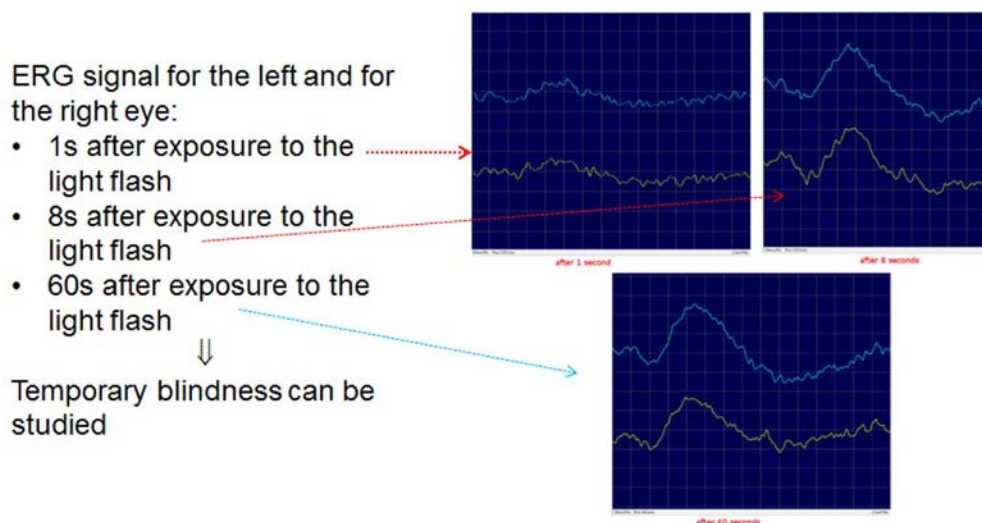 ERG signal for the left and for
the right eye:
• 1s after exposure to the
light flash
• 8s after exposure to the
light flash
• 60s after exposure to the
light flash
⇓
Temporary blindness can be
studied
after 1 second
after 8 seconds
after 60 seconds